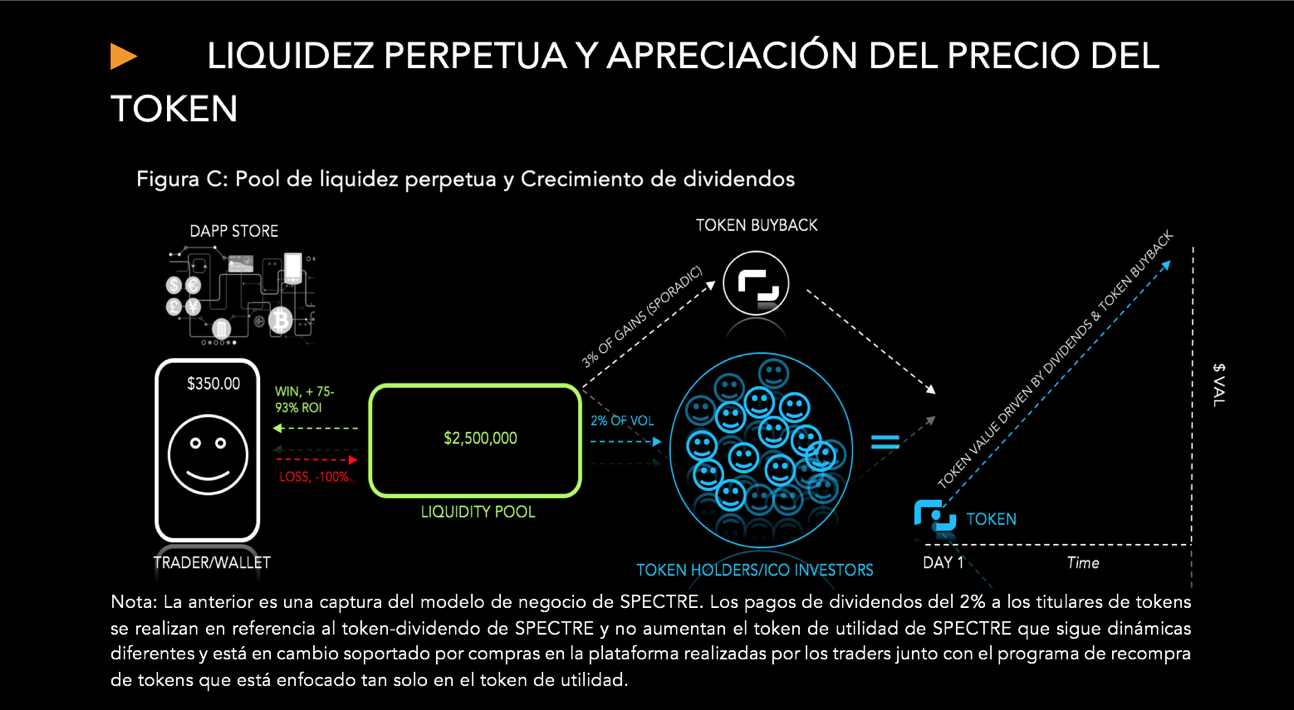 LIQUIDEZ PERPETUA Y APRECIACIÓN DEL PRECIO DEL
TOKEN
Figura C: Pool de liquidez perpetua y Crecimiento de dividendos
DAPP STORE
TOKEN BUYBACK
$ € £ ¥
B
3% OF GAINS (SPORADIC)
TOKEN VALUE DRIVEN BY DIVIDENDS & TOKEN BUYBACK
$ VAL
$350.00
WIN, + 75-
93% ROI
LOSS, -100%
$2,500,000
2% OF VOL
=
LIQUIDITY POOL
TOKEN
TRADER/WALLET
TOKEN HOLDERS/ICO INVESTORS
DAY 1
Time
Nota: La anterior es una captura del modelo de negocio de SPECTRE. Los pagos de dividendos del 2% a los titulares de tokens
se realizan en referencia al token-dividendo de SPECTRE y no aumentan el token de utilidad de SPECTRE que sigue dinámicas
diferentes y está en cambio soportado por compras en la plataforma realizadas por los traders junto con el programa de recompra
de tokens que está enfocado tan solo en el token de utilidad.